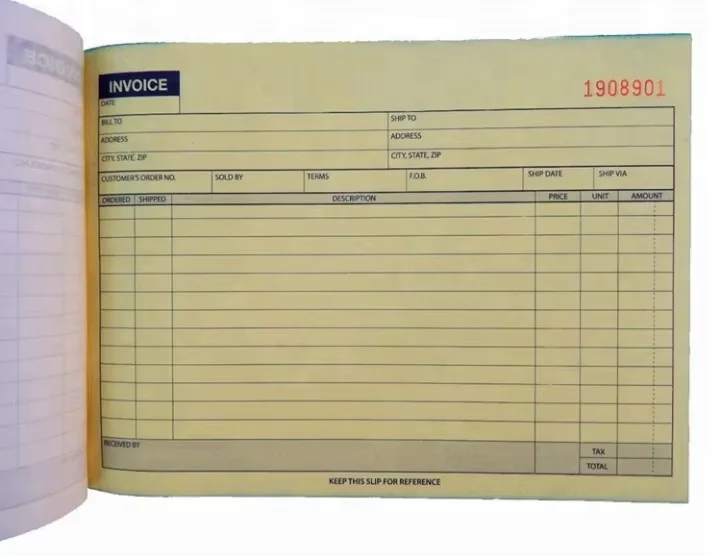 INVOICE
1908901
DATE
BILL TO
SHIP TO
ADDRESS
ADDRESS
CITY, STATE, ZIP
CITY, STATE, ZIP
CUSTOMER'S ORDER NO. SOLD BY TERMS F.O.B. SHIP DATE SHIP VIA
ORDERED SHIPPED DESCRIPTION PRICE UNIT AMOUNT
RECEIVED BY
TAX
TOTAL
KEEP THIS SLIP FOR REFERENCE